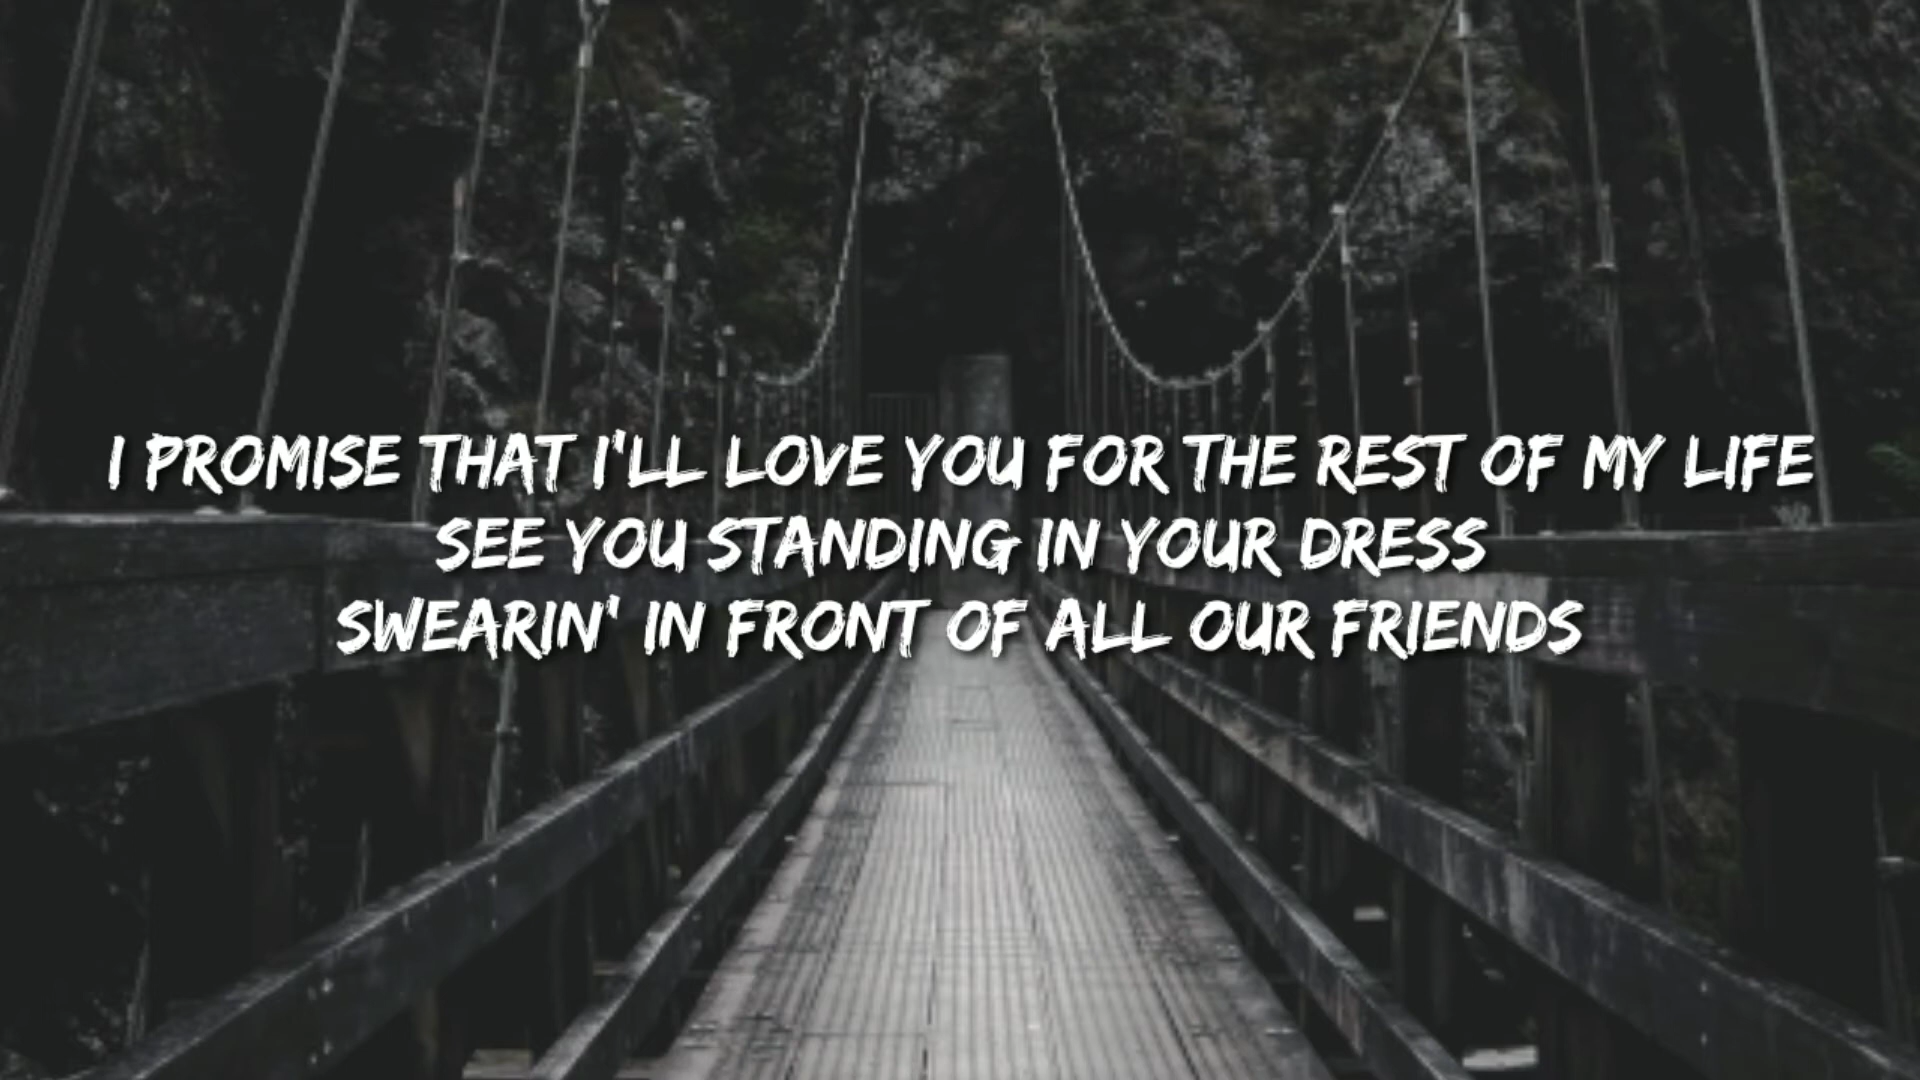 I PROMISE THAT I'LL LOVE YOU FOR THE REST OF MY LIFE
SEE YOU STANDING IN YOUR DRESS
SWEARIN' IN FRONT OF ALL OUR FRIENDS